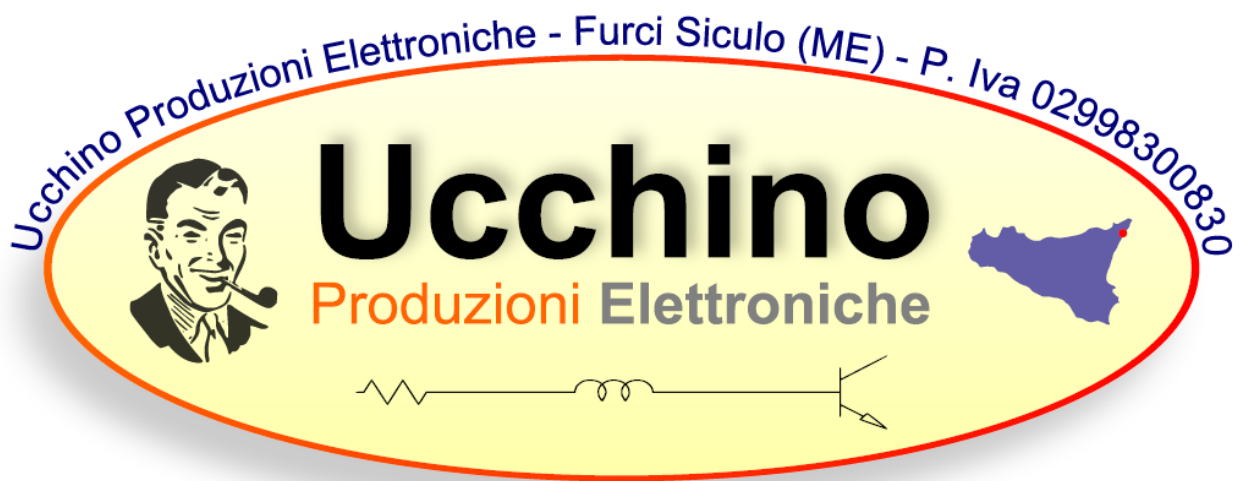 Ucchino Produzioni Elettroniche - Furci Siculo (ME) - P. Iva 02998300830
Ucchino
Produzioni Elettroniche